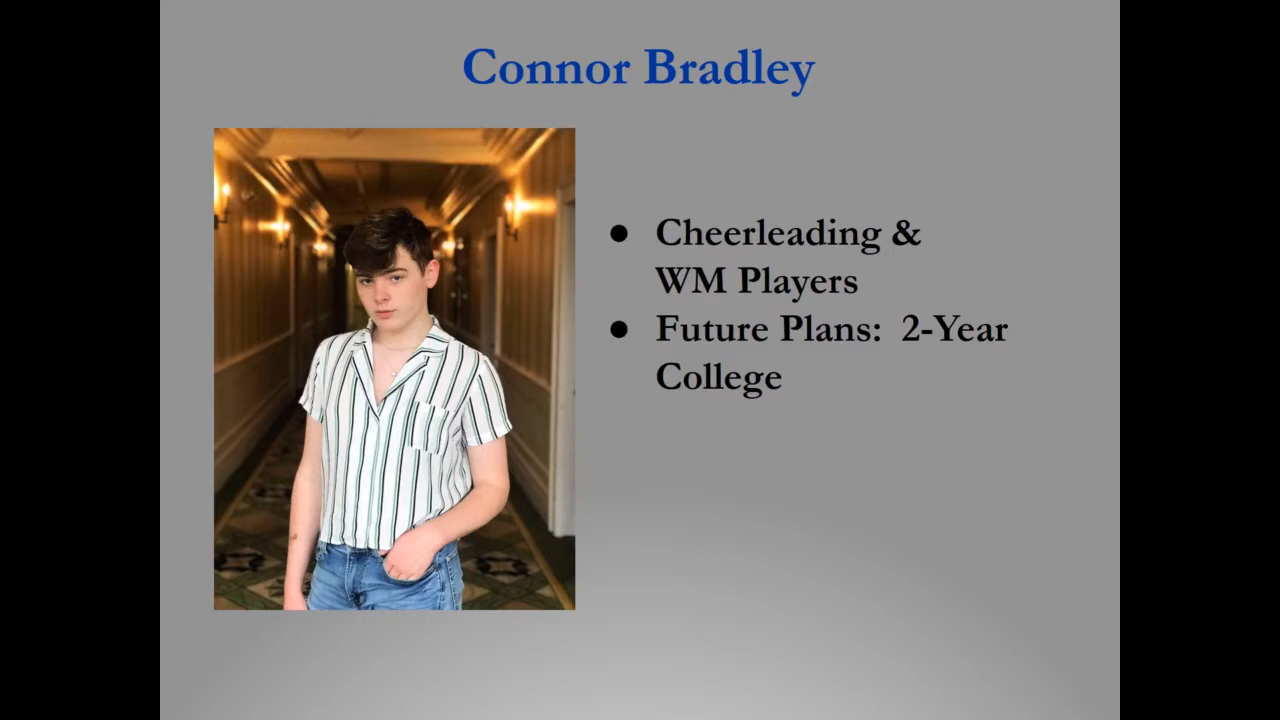 Connor Bradley
● Cheerleading &
WM Players
● Future Plans:  2-Year
College